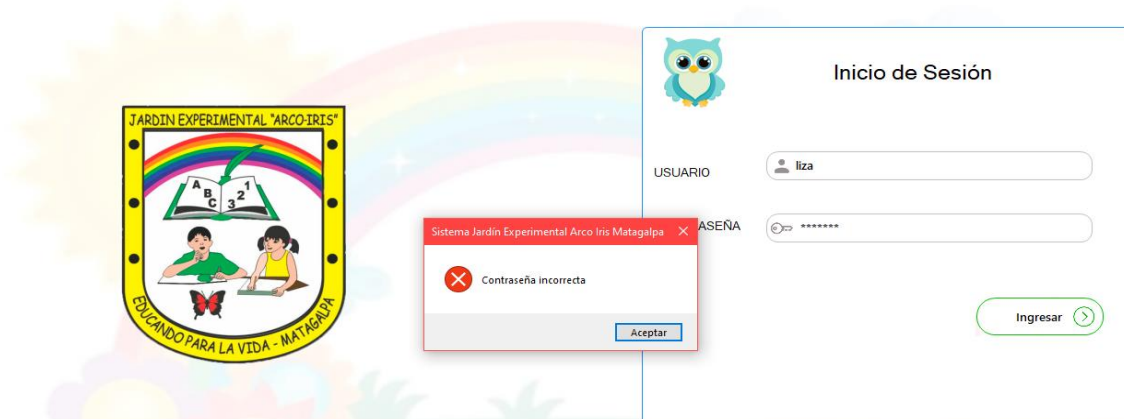 JARDIN EXPERIMENTAL "ARCO-IRIS"
A B C 3 2 1
EDUCANDO PARA LA VIDA - MATAGALPA
Inicio de Sesión
USUARIO
liza
ASEÑA
*******
Sistema Jardín Experimental Arco Iris Matagalpa
Contraseña incorrecta
Aceptar
Ingresar